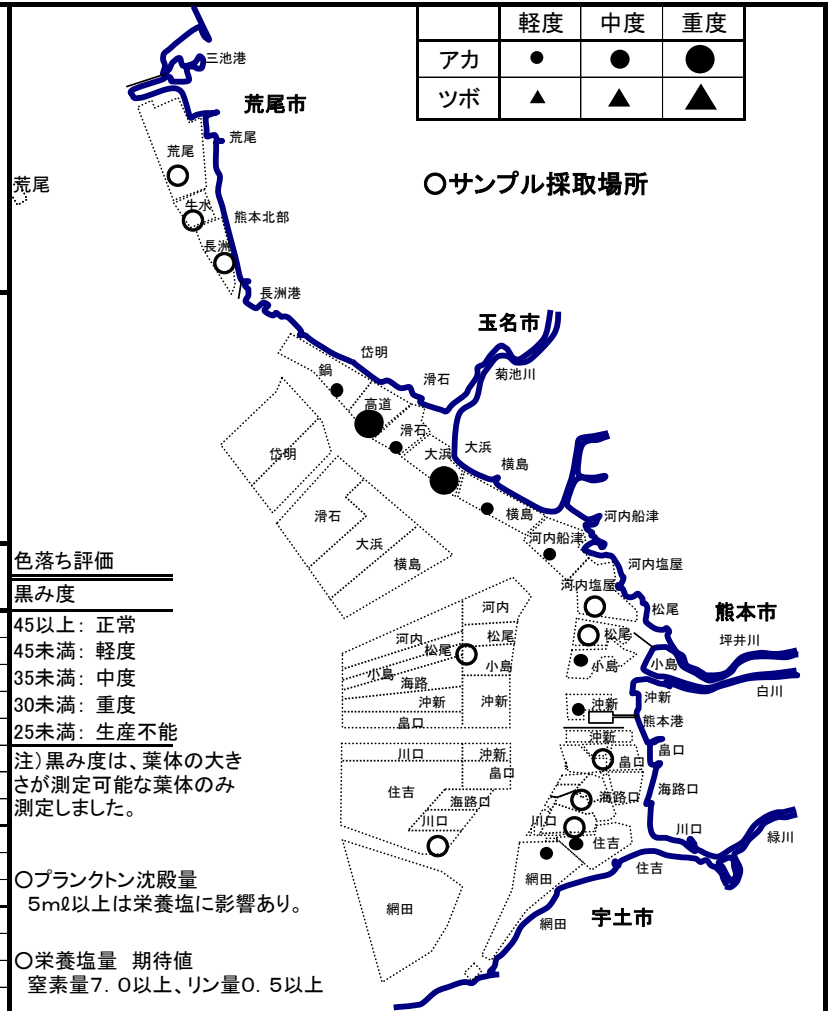 軽度 中度 重度
アカ
ツボ
三池港
荒尾市
荒尾
荒尾
荒尾
○サンプル採取場所
牛水
熊本北部
長洲
長洲港
玉名市
岱明
鍋
滑石
菊池川
高道
滑石
大浜
大浜
岱明
横島
滑石
横島
河内船津
大浜
河内船津
横島
河内塩屋
河内塩屋
色落ち評価
黒み度
45以上: 正常
45未満: 軽度
35未満: 中度
30未満: 重度
25未満: 生産不能
注)黒み度は、葉体の大き
さが測定可能な葉体のみ
測定しました。
河内
松尾
熊本市
河内
松尾
松尾
坪井川
松尾
小島
小島
小島
小島
白川
海路
沖新
沖新
沖新
沖新
畠口
熊本港
沖新
川口
沖新
畠口
畠口
畠口
住吉
海路口
海路口
海路口
川口
川口
川口
緑川
住吉
住吉
網田
網田
網田
宇土市
○プランクトン沈殿量
5mℓ以上は栄養塩に影響あり。
○栄養塩量 期待値
窒素量7.0以上、リン量0.5以上